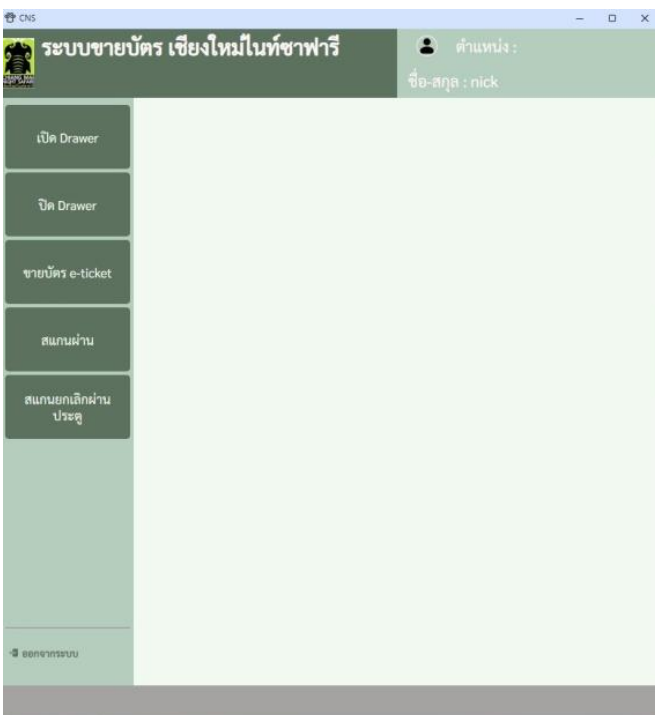 CNS
ระบบขายบัตร เชียงใหม่ไนท์ซาฟารี
ตำแหน่ง :
ชื่อ-สกุล : nick
เปิด Drawer
ปิด Drawer
ขายบัตร e-ticket
สแกนผ่าน
สแกนยกเลิกผ่าน
ประตู
ออกจากระบบ